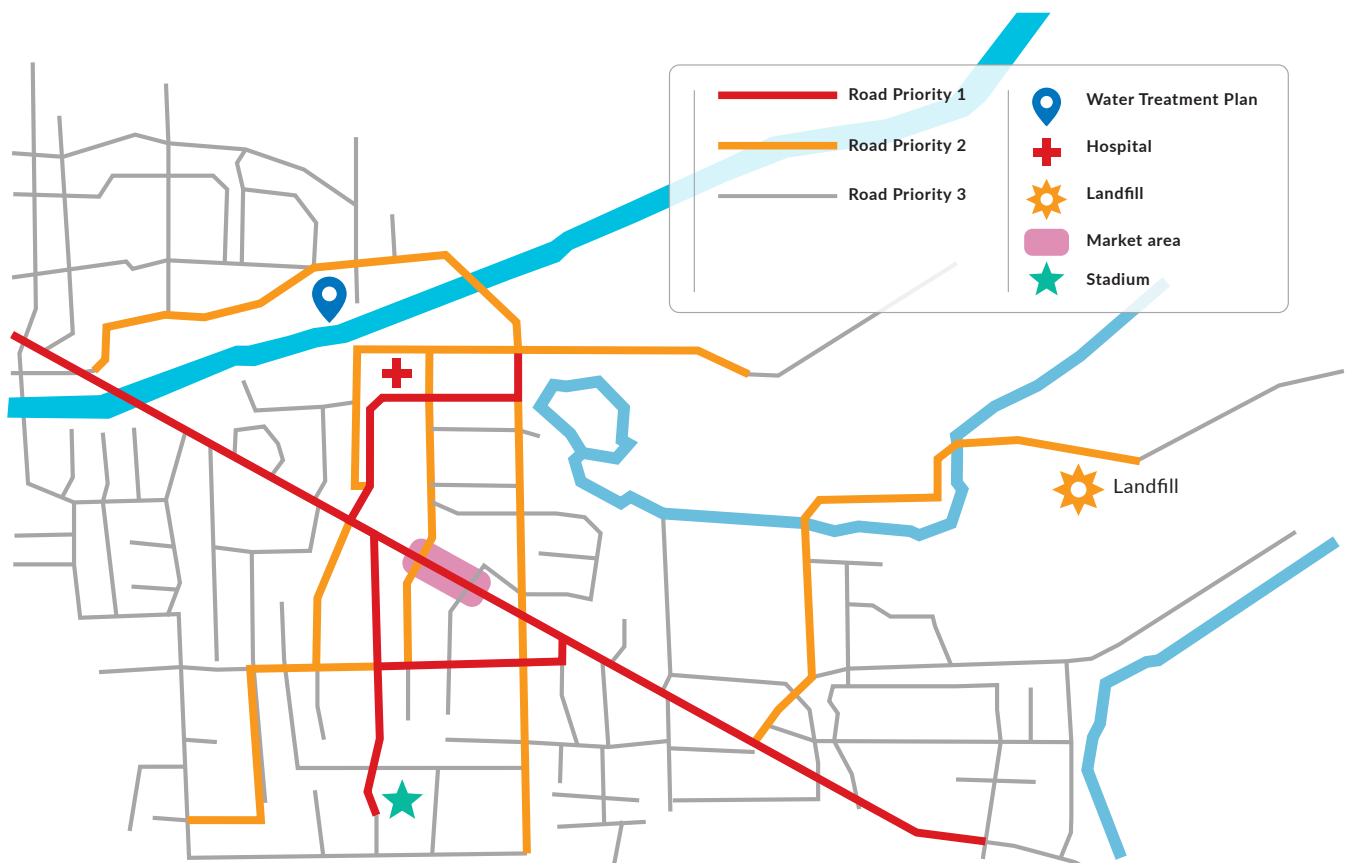 Road Priority 1
Road Priority 2
Road Priority 3
Water Treatment Plan
Hospital
Landfill
Market area
Stadium
Landfill